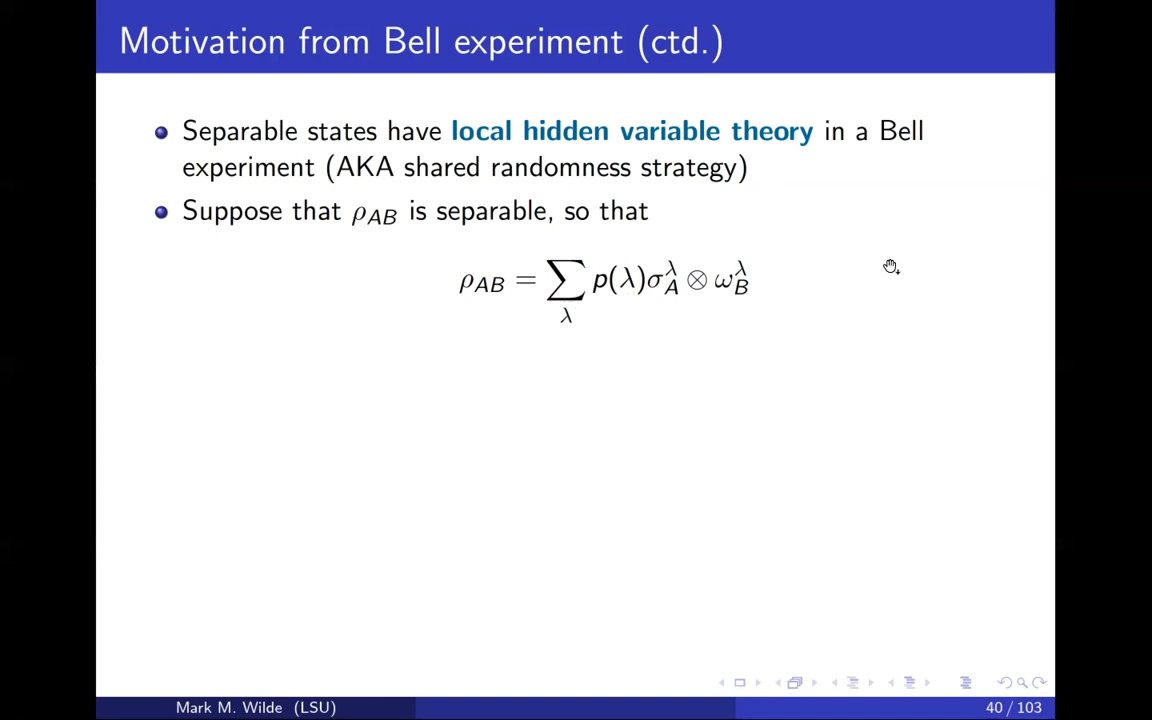 Motivation from Bell experiment (ctd.)
Separable states have local hidden variable theory in a Bell
experiment (AKA shared randomness strategy)
Suppose that ρ_AB is separable, so that
ρ_AB = ∑_λ p(λ)σ_A^λ ⊗ ω_B^λ
Mark M. Wilde (LSU)
40 / 103